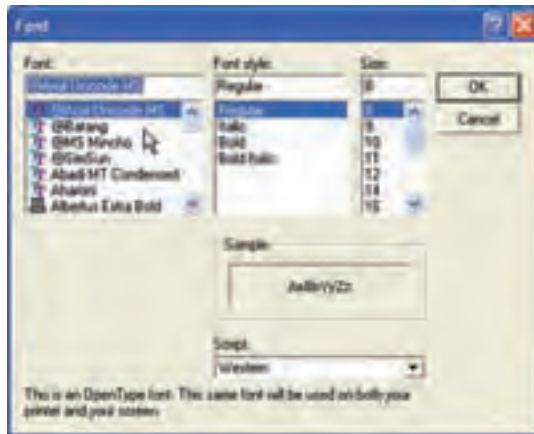 Font
Font:
Font style:
Size:
@Arial Unicode MS
Regular
8
OK
Cancel
@Arial Unicode MS
@Batang
@MS Mincho
@SimSun
Abadi MT Condensed
Aharoni
Albertus Extra Bold
Regular
Italic
Bold
Bold Italic
8
9
10
11
12
14
16
Sample
AaBbYyZz
Script:
Western
This is an OpenType font. This same font will be used on both your
printer and your screen.